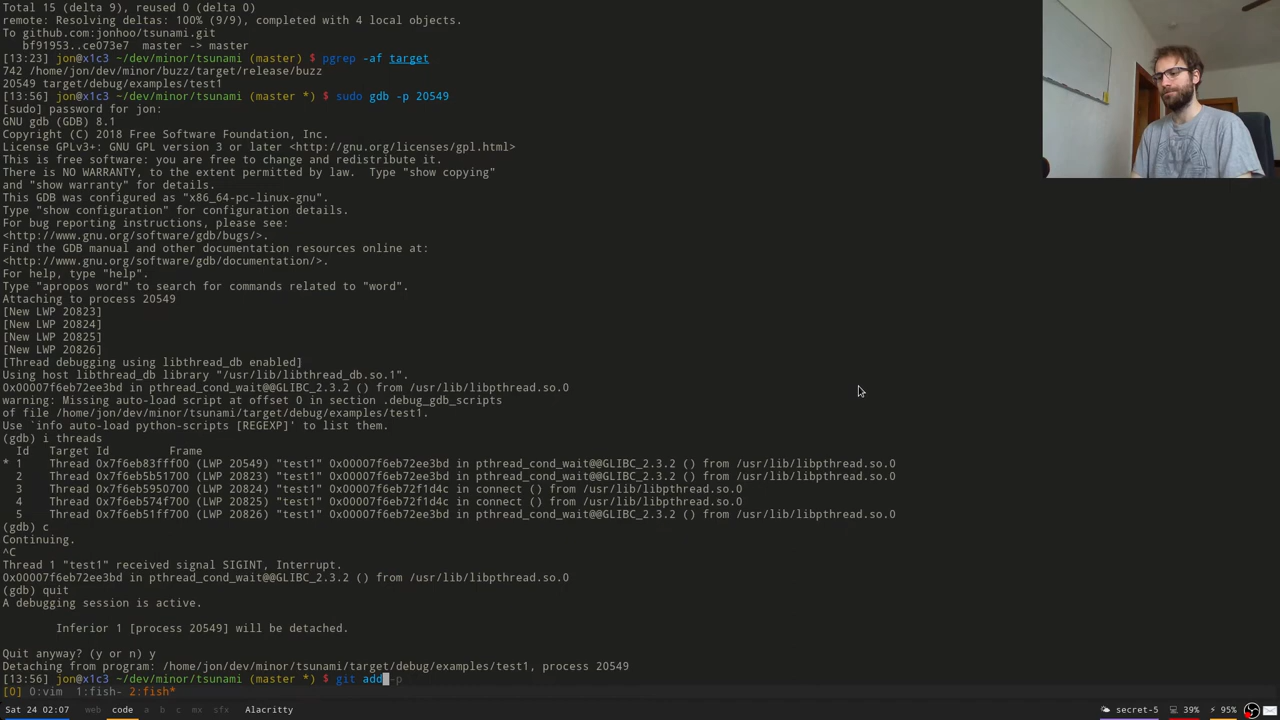 Total 15 (delta 9), reused 0 (delta 0)
remote: Resolving deltas: 100% (9/9), completed with 4 local objects.
To github.com:jonhoo/tsunami.git
   bf91953..ce073e7  master -> master
[13:23] jon@x1c3 ~/dev/minor/tsunami (master) $ pgrep -af target
742 /home/jon/dev/minor/buzz/target/release/buzz
20549 target/debug/examples/test1
[13:56] jon@x1c3 ~/dev/minor/tsunami (master *) $ sudo gdb -p 20549
[sudo] password for jon:
GNU gdb (GDB) 8.1
Copyright (C) 2018 Free Software Foundation, Inc.
License GPLv3+: GNU GPL version 3 or later <http://gnu.org/licenses/gpl.html>
This is free software: you are free to change and redistribute it.
There is NO WARRANTY, to the extent permitted by law.  Type "show copying"
and "show warranty" for details.
This GDB was configured as "x86_64-pc-linux-gnu".
Type "show configuration" for configuration details.
For bug reporting instructions, please see:
<http://www.gnu.org/software/gdb/bugs/>.
Find the GDB manual and other documentation resources online at:
<http://www.gnu.org/software/gdb/documentation/>.
For help, type "help".
Type "apropos word" to search for commands related to "word".
Attaching to process 20549
[New LWP 20823]
[New LWP 20824]
[New LWP 20825]
[New LWP 20826]
[Thread debugging using libthread_db enabled]
Using host libthread_db library "/usr/lib/libthread_db.so.1".
0x00007f6eb72ee3bd in pthread_cond_wait@@GLIBC_2.3.2 () from /usr/lib/libpthread.so.0
warning: Missing auto-load script at offset 0 in section .debug_gdb_scripts
of file /home/jon/dev/minor/tsunami/target/debug/examples/test1.
Use `info auto-load python-scripts [REGEXP]' to list them.
(gdb) i threads
  Id   Target Id         Frame
* 1    Thread 0x7f6eb83fff00 (LWP 20549) "test1" 0x00007f6eb72ee3bd in pthread_cond_wait@@GLIBC_2.3.2 () from /usr/lib/libpthread.so.0
  2    Thread 0x7f6eb5b51700 (LWP 20823) "test1" 0x00007f6eb72ee3bd in pthread_cond_wait@@GLIBC_2.3.2 () from /usr/lib/libpthread.so.0
  3    Thread 0x7f6eb5950700 (LWP 20824) "test1" 0x00007f6eb72f1d4c in connect () from /usr/lib/libpthread.so.0
  4    Thread 0x7f6eb574f700 (LWP 20825) "test1" 0x00007f6eb72f1d4c in connect () from /usr/lib/libpthread.so.0
  5    Thread 0x7f6eb51ff700 (LWP 20826) "test1" 0x00007f6eb72ee3bd in pthread_cond_wait@@GLIBC_2.3.2 () from /usr/lib/libpthread.so.0
(gdb) c
Continuing.
^C
Thread 1 "test1" received signal SIGINT, Interrupt.
0x00007f6eb72ee3bd in pthread_cond_wait@@GLIBC_2.3.2 () from /usr/lib/libpthread.so.0
(gdb) quit
A debugging session is active.
        Inferior 1 [process 20549] will be detached.
Quit anyway? (y or n) y
Detaching from program: /home/jon/dev/minor/tsunami/target/debug/examples/test1, process 20549
[13:56] jon@x1c3 ~/dev/minor/tsunami (master *) $ git add -p
[0] 0:vim  1:fish- 2:fish*
Sat 24 02:07 web code a b c mx sfx Alacritty secret-5 39% 95%